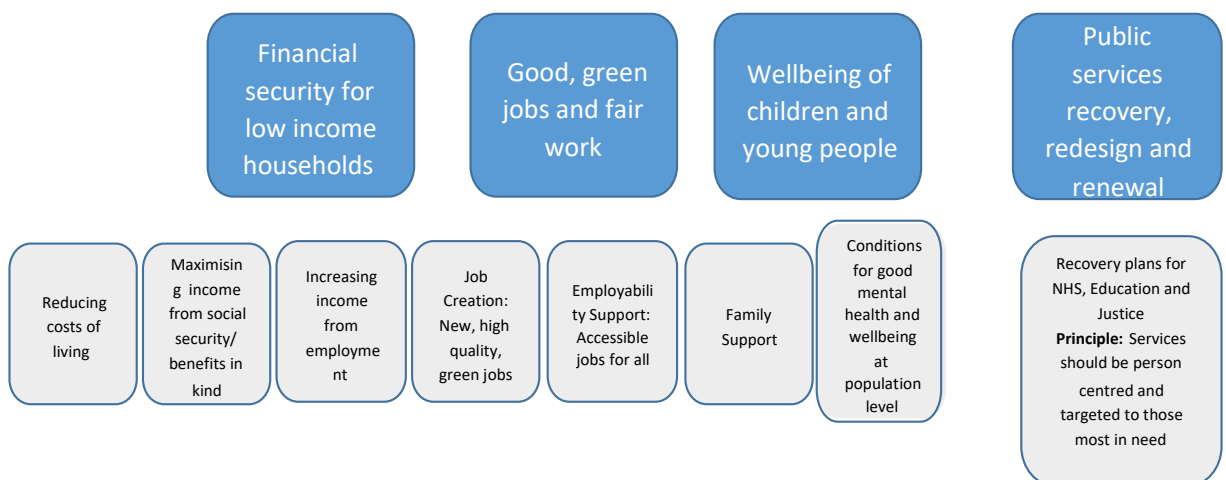 Financial
security for
low income
households
Good, green
jobs and fair
work
Wellbeing of
children and
young people
Public
services
recovery,
redesign and
renewal
Reducing
costs of
living
Maximisin
g income
from social
security/
benefits in
kind
Increasing
income
from
employme
nt
Job
Creation:
New, high
quality,
green jobs
Employabili
ty Support:
Accessible
jobs for all
Family
Support
Conditions
for good
mental
health and
wellbeing
at
population
level
Recovery plans for
NHS, Education and
Justice
Principle: Services
should be person
centred and
targeted to those
most in need